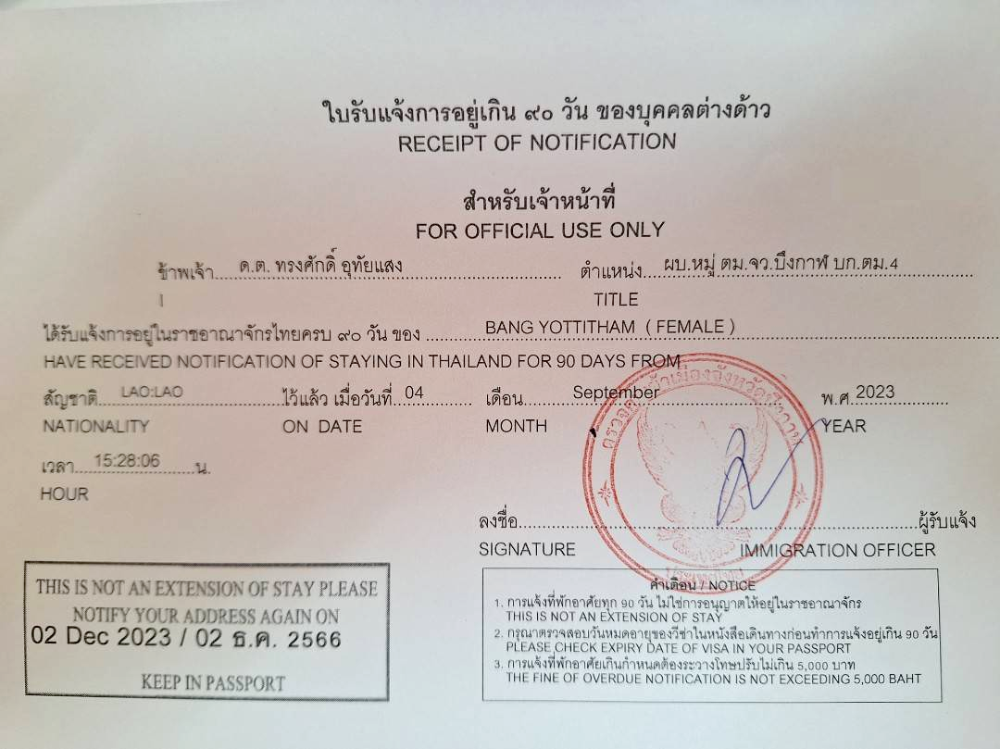 ใบรับแจ้งการอยู่เกิน ๙๐ วัน ของบุคคลต่างด้าว
RECEIPT OF NOTIFICATION
สำหรับเจ้าหน้าที่
FOR OFFICIAL USE ONLY
ข้าพเจ้า ด.ต. ทรงศักดิ์ อุทัยแสง ตำแหน่ง ผบ.หมู่ ตม.จว.บึงกาฬ บก.ตม.4
I TITLE
ได้รับแจ้งการอยู่ในราชอาณาจักรไทยครบ ๙๐ วัน ของ BANG YOTTITHAM ( FEMALE )
HAVE RECEIVED NOTIFICATION OF STAYING IN THAILAND FOR 90 DAYS FROM
สัญชาติ LAO:LAO ไว้แล้ว เมื่อวันที่ 04 เดือน September พ.ศ. 2023
NATIONALITY ON DATE MONTH YEAR
เวลา 15:28:06 น.
HOUR
ลงชื่อ ผู้รับแจ้ง
SIGNATURE IMMIGRATION OFFICER
THIS IS NOT AN EXTENSION OF STAY PLEASE
NOTIFY YOUR ADDRESS AGAIN ON
02 Dec 2023 / 02 ธ.ค. 2566
KEEP IN PASSPORT
คำเตือน / NOTICE
1. การแจ้งที่พักอาศัยทุก 90 วัน ไม่ใช่การอนุญาตให้อยู่ในราชอาณาจักร
THIS IS NOT AN EXTENSION OF STAY
2. กรุณาตรวจสอบวันหมดอายุของวีซ่าในหนังสือเดินทางก่อนทำการแจ้งอยู่เกิน 90 วัน
PLEASE CHECK EXPIRY DATE OF VISA IN YOUR PASSPORT
3. การแจ้งที่พักอาศัยเกินกำหนดต้องระวางโทษปรับไม่เกิน 5,000 บาท
THE FINE OF OVERDUE NOTIFICATION IS NOT EXCEEDING 5,000 BAHT